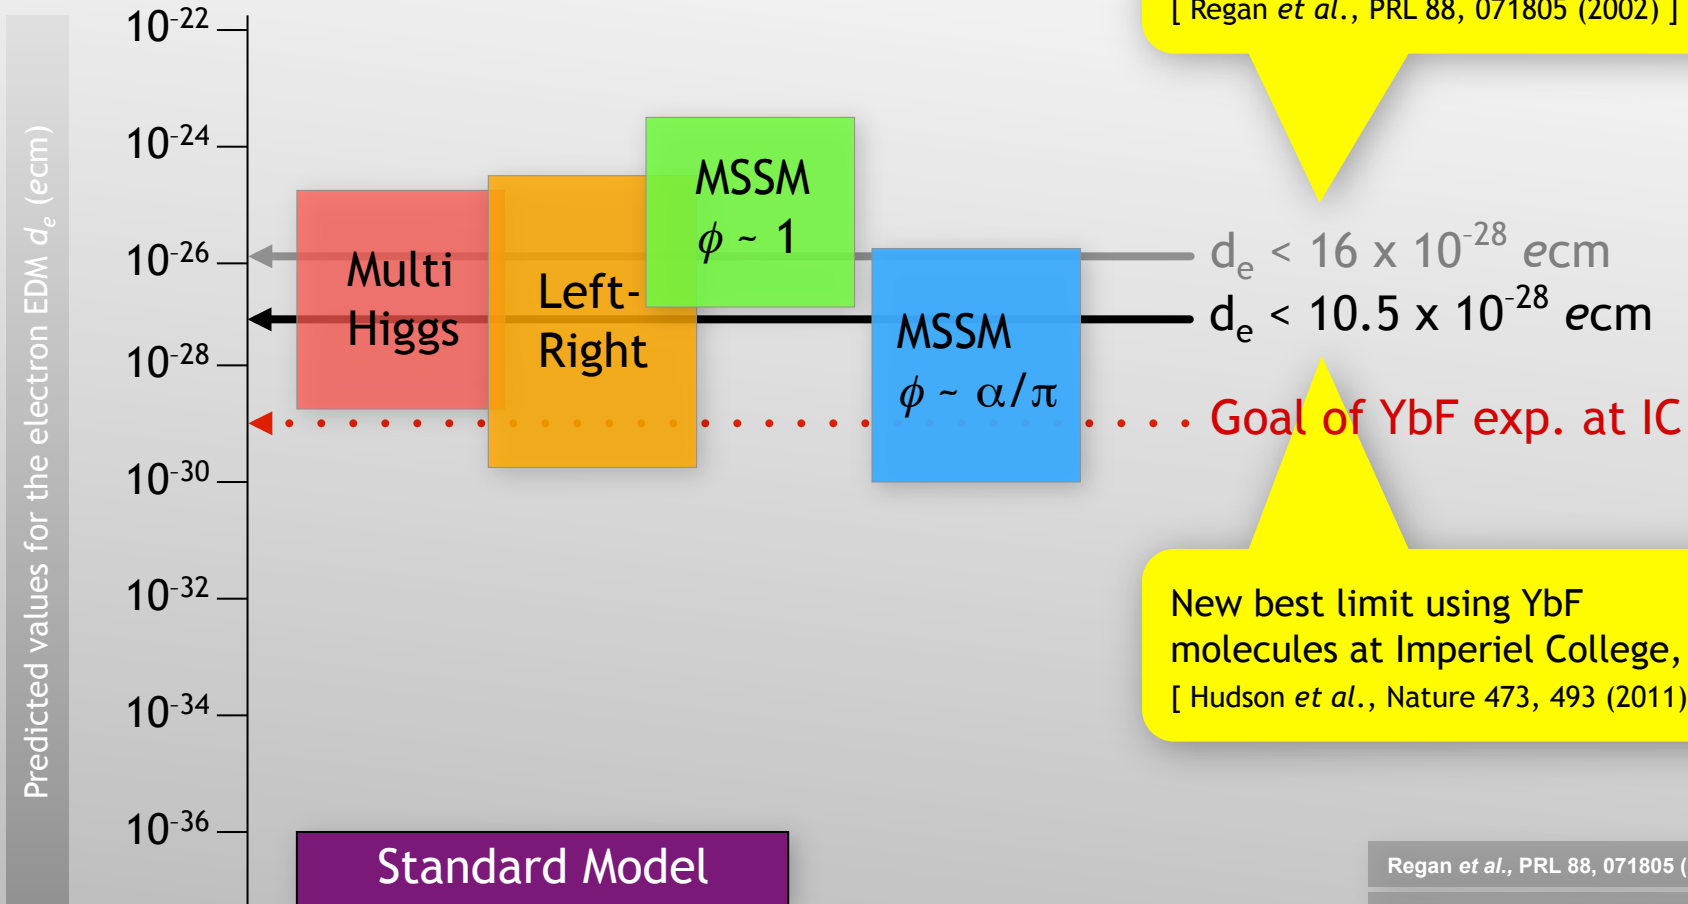 [ Regan et al., PRL 88, 071805 (2002) ]
Predicted values for the electron EDM dₑ (ecm)
10⁻²²
10⁻²⁴
10⁻²⁶
10⁻²⁸
10⁻³⁰
10⁻³²
10⁻³⁴
10⁻³⁶
Multi
Higgs
Left-
Right
MSSM
ϕ ~ 1
MSSM
ϕ ~ α/π
dₑ < 16 x 10⁻²⁸ ecm
dₑ < 10.5 x 10⁻²⁸ ecm
Goal of YbF exp. at IC
New best limit using YbF
molecules at Imperiel College,
[ Hudson et al., Nature 473, 493 (2011)
Standard Model
Regan et al., PRL 88, 071805 (